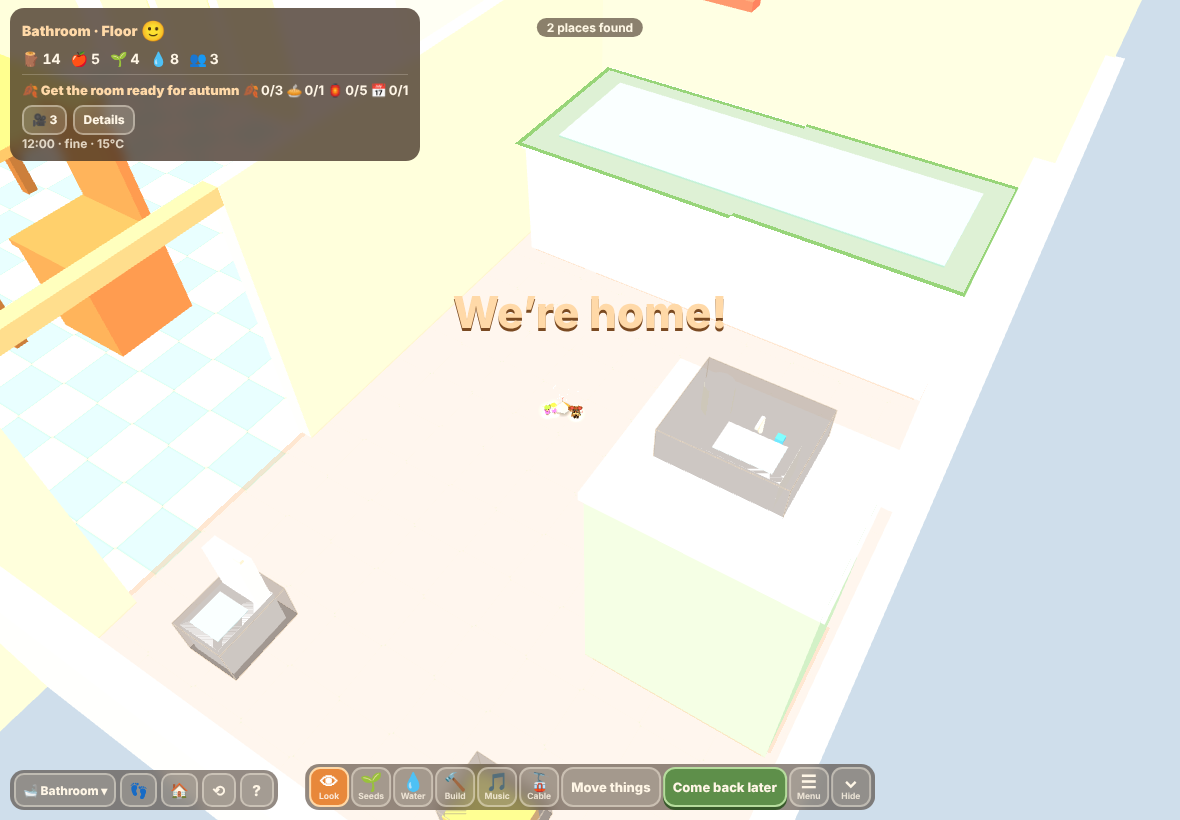 Bathroom · Floor
2 places found
14 5 4 8 3
Get the room ready for autumn 0/3 0/1 0/5 0/1
3 Details
12:00 · fine · 15°C
We’re home!
Bathroom ▾
⟲
?
Look
Seeds
Water
Build
Music
Cable
Move things
Come back later
Menu
Hide